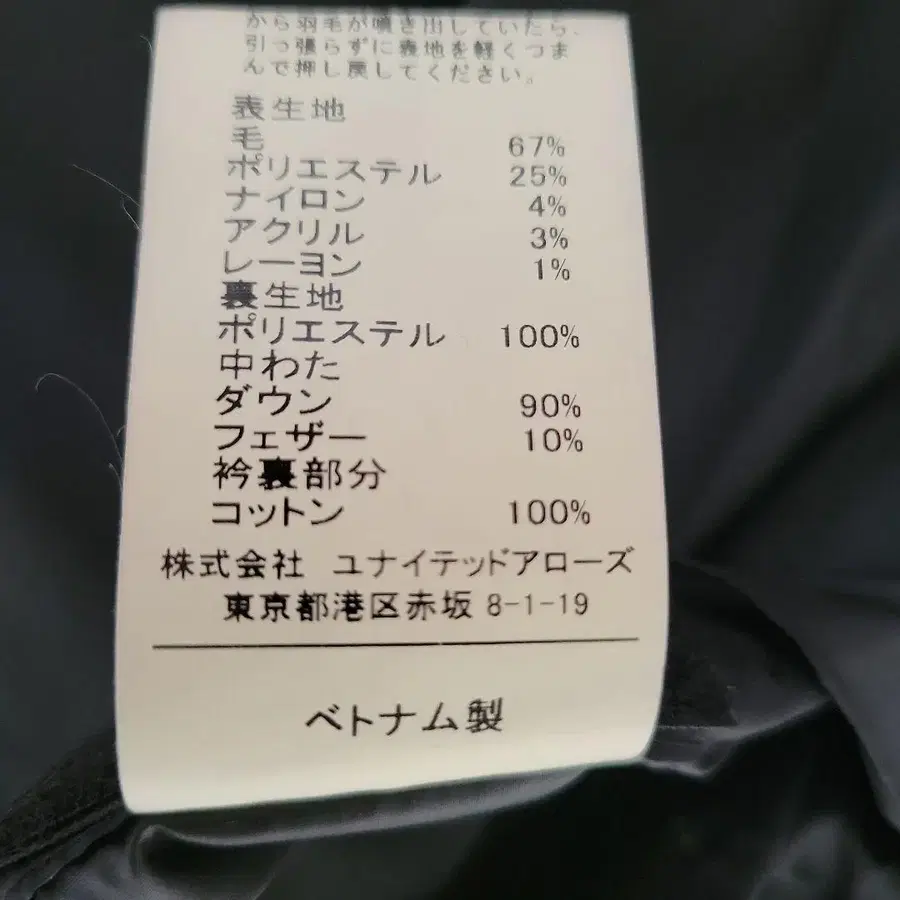 から羽毛が噴き出していたら、
引っ張らずに表地を軽くつま
んで押し戻してください。
表生地
毛 67%
ポリエステル 25%
ナイロン 4%
アクリル 3%
レーヨン 1%
裏生地
ポリエステル 100%
中わた
ダウン 90%
フェザー 10%
衿裏部分
コットン 100%
株式会社 ユナイテッドアローズ
東京都港区赤坂 8-1-19
ベトナム製